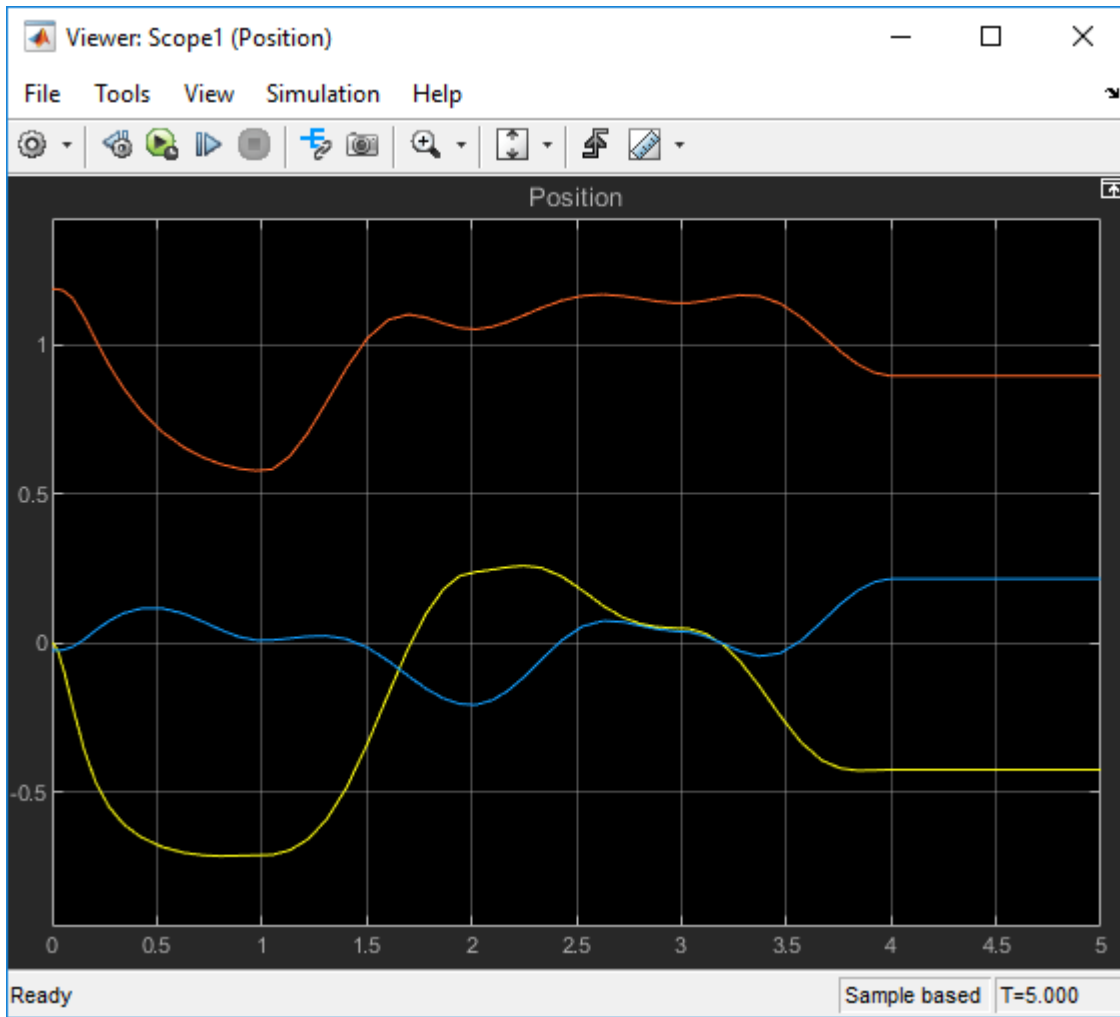 Viewer: Scope1 (Position)
File Tools View Simulation Help
Position
1
0.5
0
-0.5
0 0.5 1 1.5 2 2.5 3 3.5 4 4.5 5
Ready Sample based T=5.000